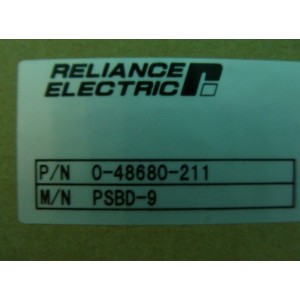 RELIANCE
ELECTRIC
P/N 0-48680-211
M/N PSBD-9